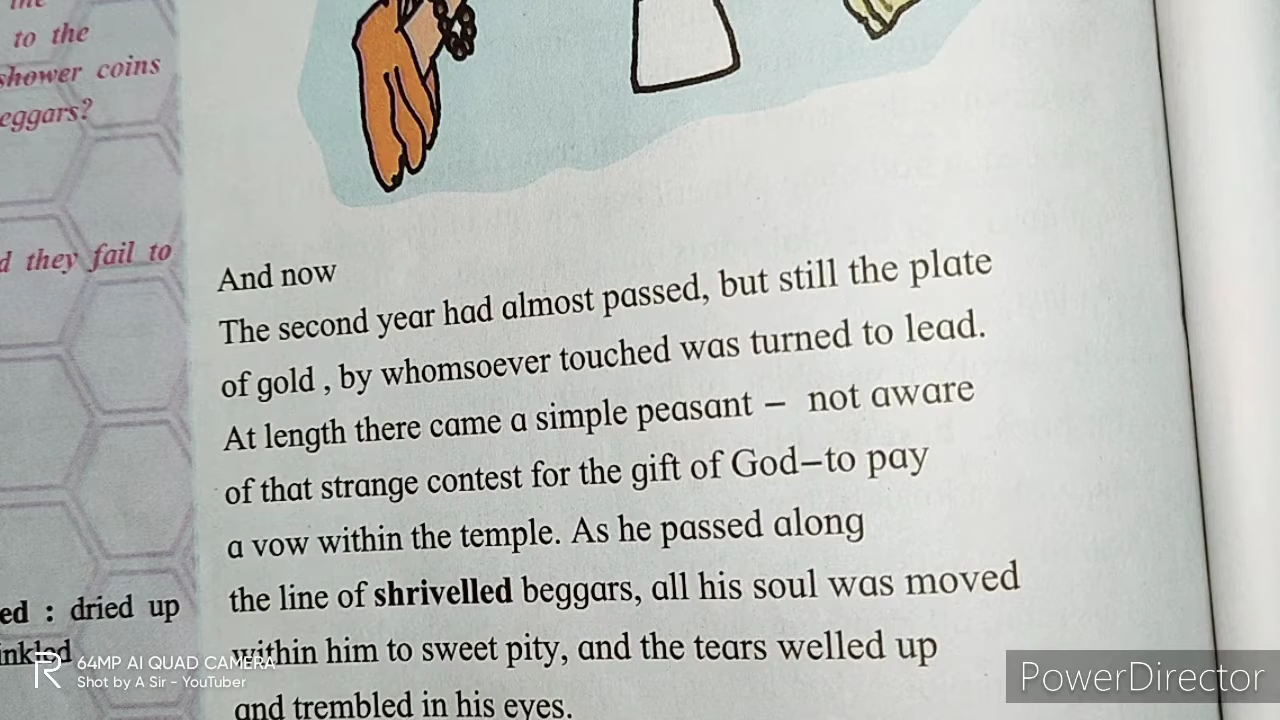 to the
shower coins
eggars?
d they fail to
ed : dried up
inkled
And now
The second year had almost passed, but still the plate
of gold , by whomsoever touched was turned to lead.
At length there came a simple peasant – not aware
of that strange contest for the gift of God–to pay
a vow within the temple. As he passed along
the line of shrivelled beggars, all his soul was moved
within him to sweet pity, and the tears welled up
and trembled in his eyes.
R 64MP AI QUAD CAMERA
Shot by A Sir - YouTuber
PowerDirector